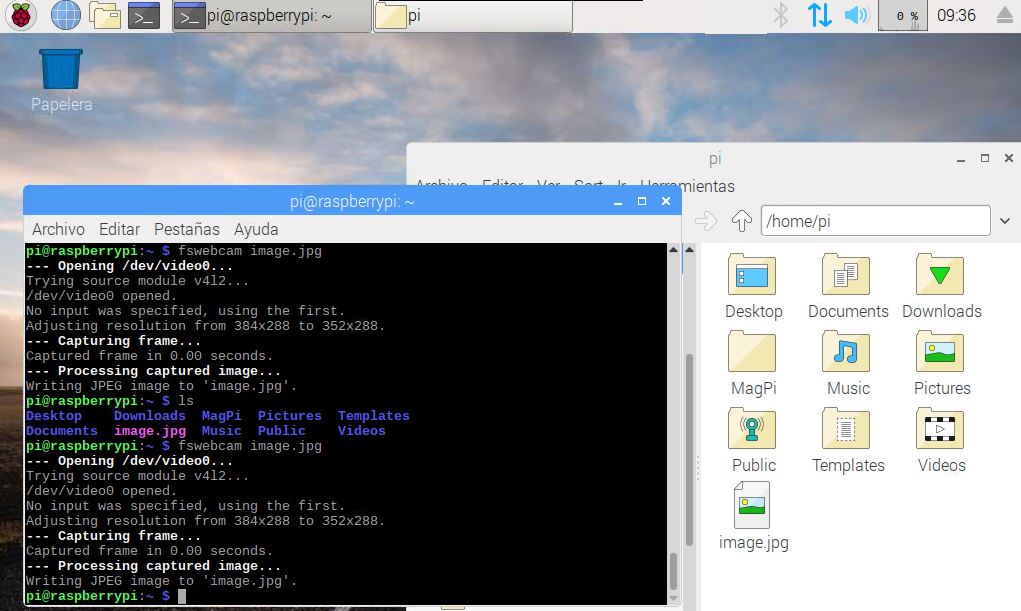 pi@raspberrypi: ~
pi
0 %
09:36
Papelera
pi
Archivo Editar Ver Sort Ir Herramientas
/home/pi
pi@raspberrypi: ~
Archivo Editar Pestañas Ayuda
pi@raspberrypi:~ $ fswebcam image.jpg
--- Opening /dev/video0...
Trying source module v4l2...
/dev/video0 opened.
No input was specified, using the first.
Adjusting resolution from 384x288 to 352x288.
--- Capturing frame...
Captured frame in 0.00 seconds.
--- Processing captured image...
Writing JPEG image to 'image.jpg'.
pi@raspberrypi:~ $ ls
Desktop Downloads MagPi Pictures Templates
Documents image.jpg Music Public Videos
pi@raspberrypi:~ $ fswebcam image.jpg
--- Opening /dev/video0...
Trying source module v4l2...
/dev/video0 opened.
No input was specified, using the first.
Adjusting resolution from 384x288 to 352x288.
--- Capturing frame...
Captured frame in 0.00 seconds.
--- Processing captured image...
Writing JPEG image to 'image.jpg'.
pi@raspberrypi:~ $
Desktop Documents Downloads
MagPi Music Pictures
Public Templates Videos
image.jpg